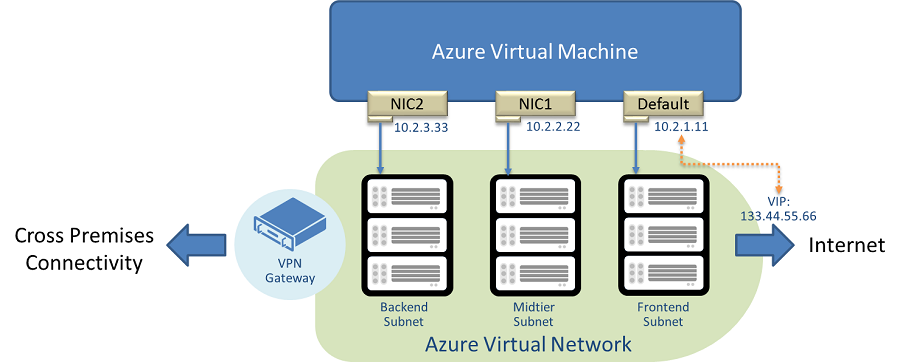 Azure Virtual Machine
NIC2
NIC1
Default
10.2.3.33
10.2.2.22
10.2.1.11
VIP:
133.44.55.66
Cross Premises
Connectivity
VPN
Gateway
Internet
Backend
Subnet
Midtier
Subnet
Frontend
Subnet
Azure Virtual Network